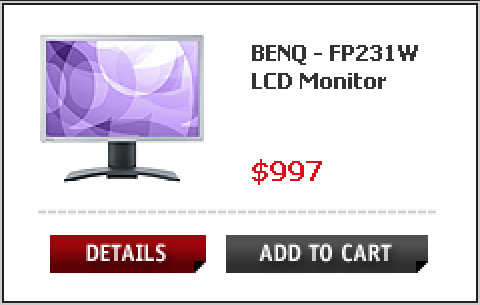 BENQ - FP231W
LCD Monitor
$997
DETAILS
ADD TO CART